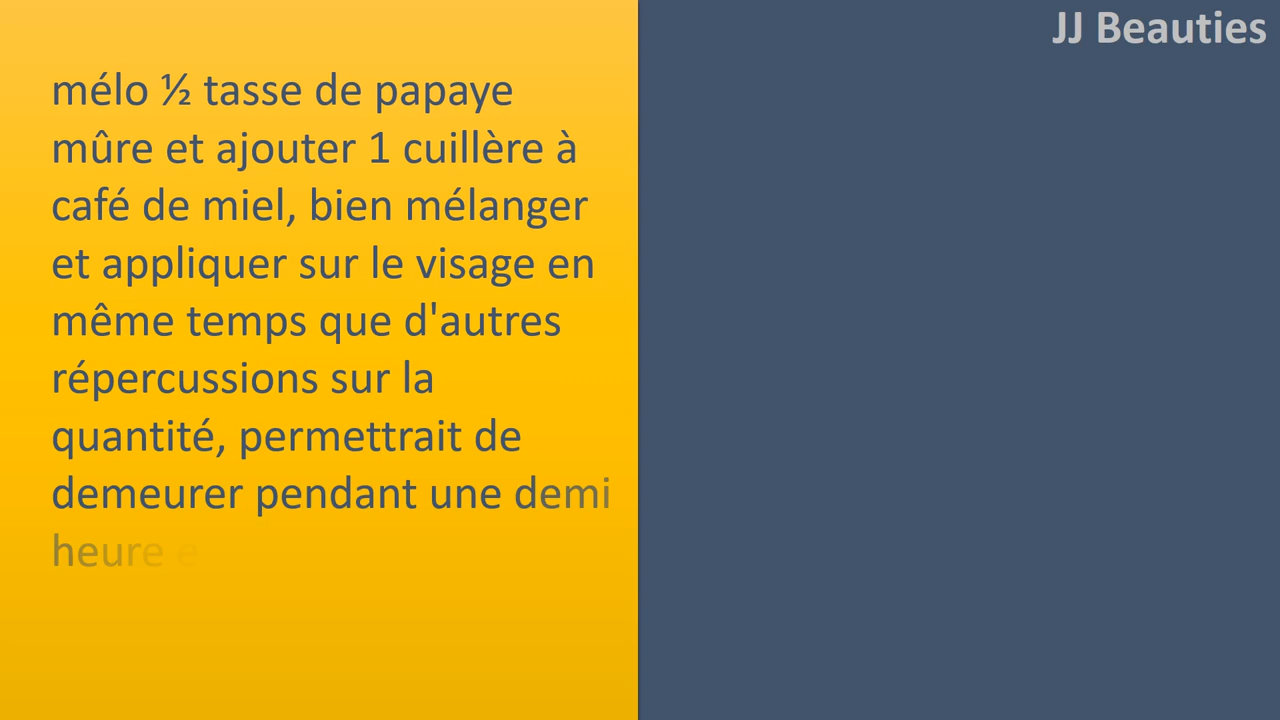 JJ Beauties
mélo ½ tasse de papaye
mûre et ajouter 1 cuillère à
café de miel, bien mélanger
et appliquer sur le visage en
même temps que d'autres
répercussions sur la
quantité, permettrait de
demeurer pendant une demi
heure e